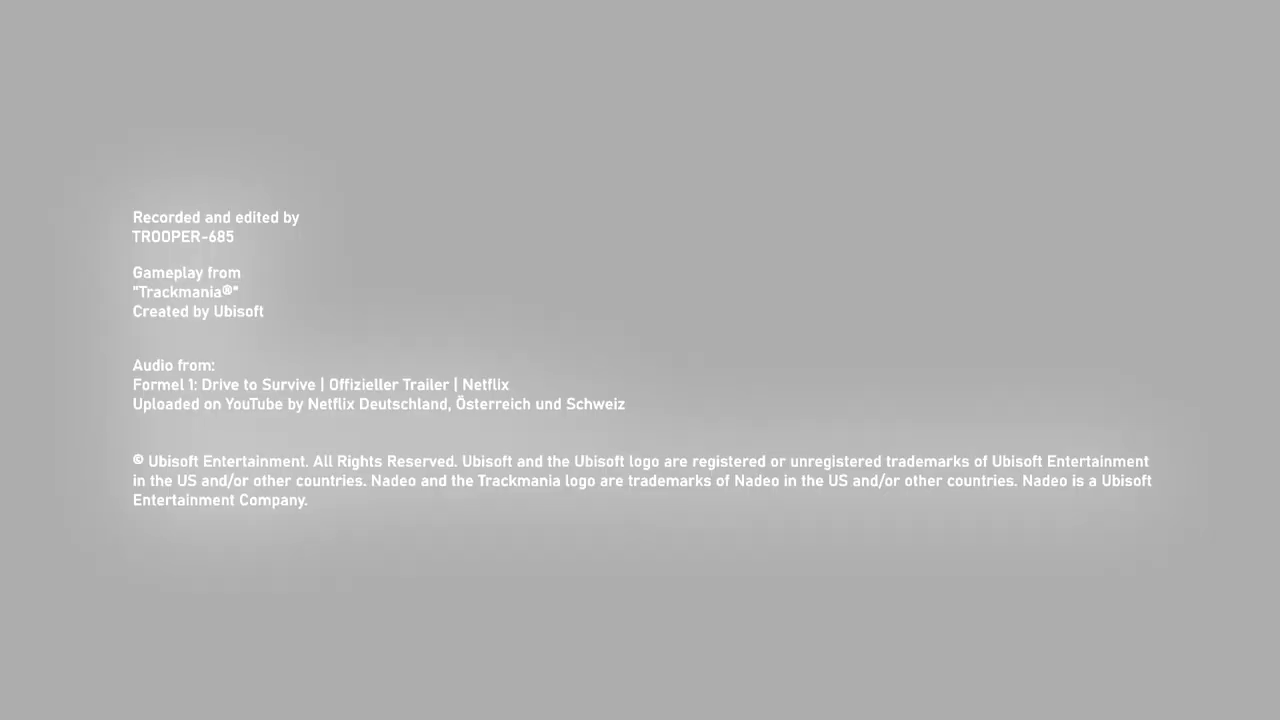 Recorded and edited by
TROOPER-685
Gameplay from
"Trackmania®"
Created by Ubisoft
Audio from:
Formel 1: Drive to Survive | Offizieller Trailer | Netflix
Uploaded on YouTube by Netflix Deutschland, Österreich und Schweiz
© Ubisoft Entertainment. All Rights Reserved. Ubisoft and the Ubisoft logo are registered or unregistered trademarks of Ubisoft Entertainment
in the US and/or other countries. Nadeo and the Trackmania logo are trademarks of Nadeo in the US and/or other countries. Nadeo is a Ubisoft
Entertainment Company.